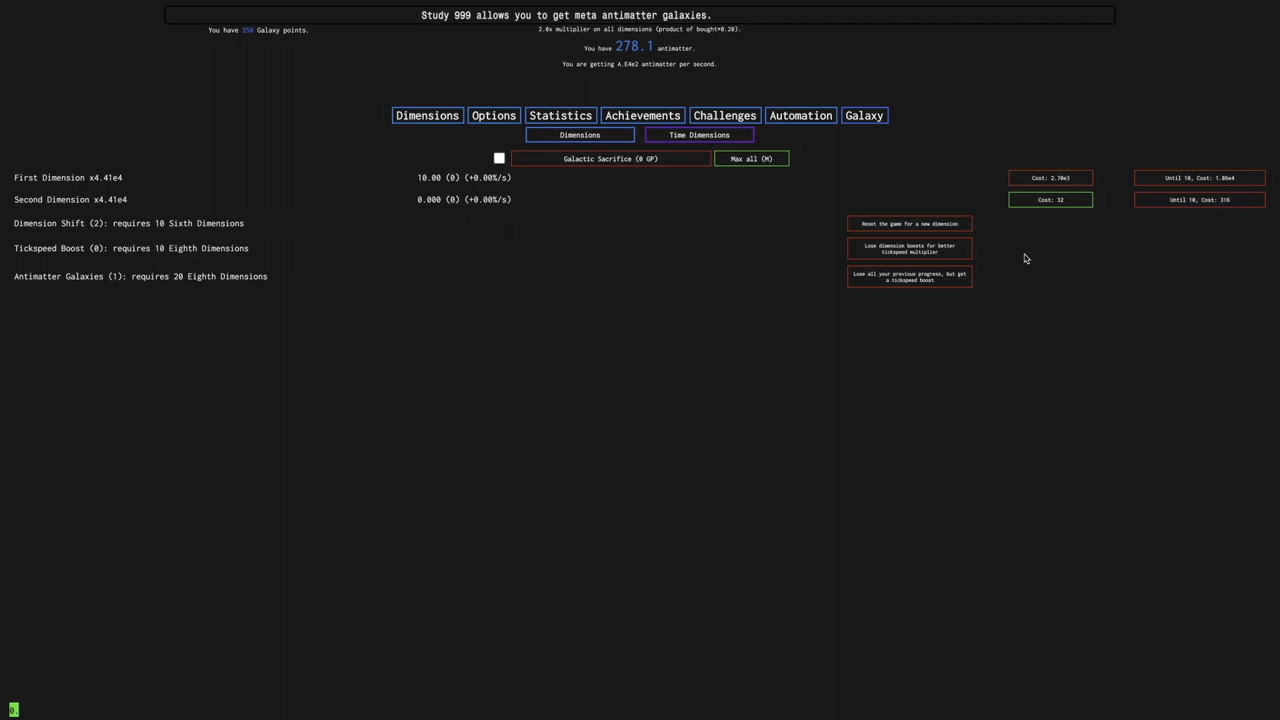 Study 999 allows you to get meta antimatter galaxies.
You have 258 Galaxy points.
2.0x multiplier on all dimensions (product of bought*0.20).
You have 278.1 antimatter.
You are getting A.E4e2 antimatter per second.
Dimensions Options Statistics Achievements Challenges Automation Galaxy
Dimensions Time Dimensions
Galactic Sacrifice (0 GP) Max all (M)
First Dimension x4.41e4 10.00 (0) (+0.00%/s) Cost: 2.70e3 Until 10, Cost: 1.86e4
Second Dimension x4.41e4 0.000 (0) (+0.00%/s) Cost: 32 Until 10, Cost: 316
Dimension Shift (2): requires 10 Sixth Dimensions Reset the game for a new dimension
Tickspeed Boost (0): requires 10 Eighth Dimensions Lose dimension boosts for better
tickspeed multiplier
Antimatter Galaxies (1): requires 20 Eighth Dimensions Lose all your previous progress, but get
a tickspeed boost
0.